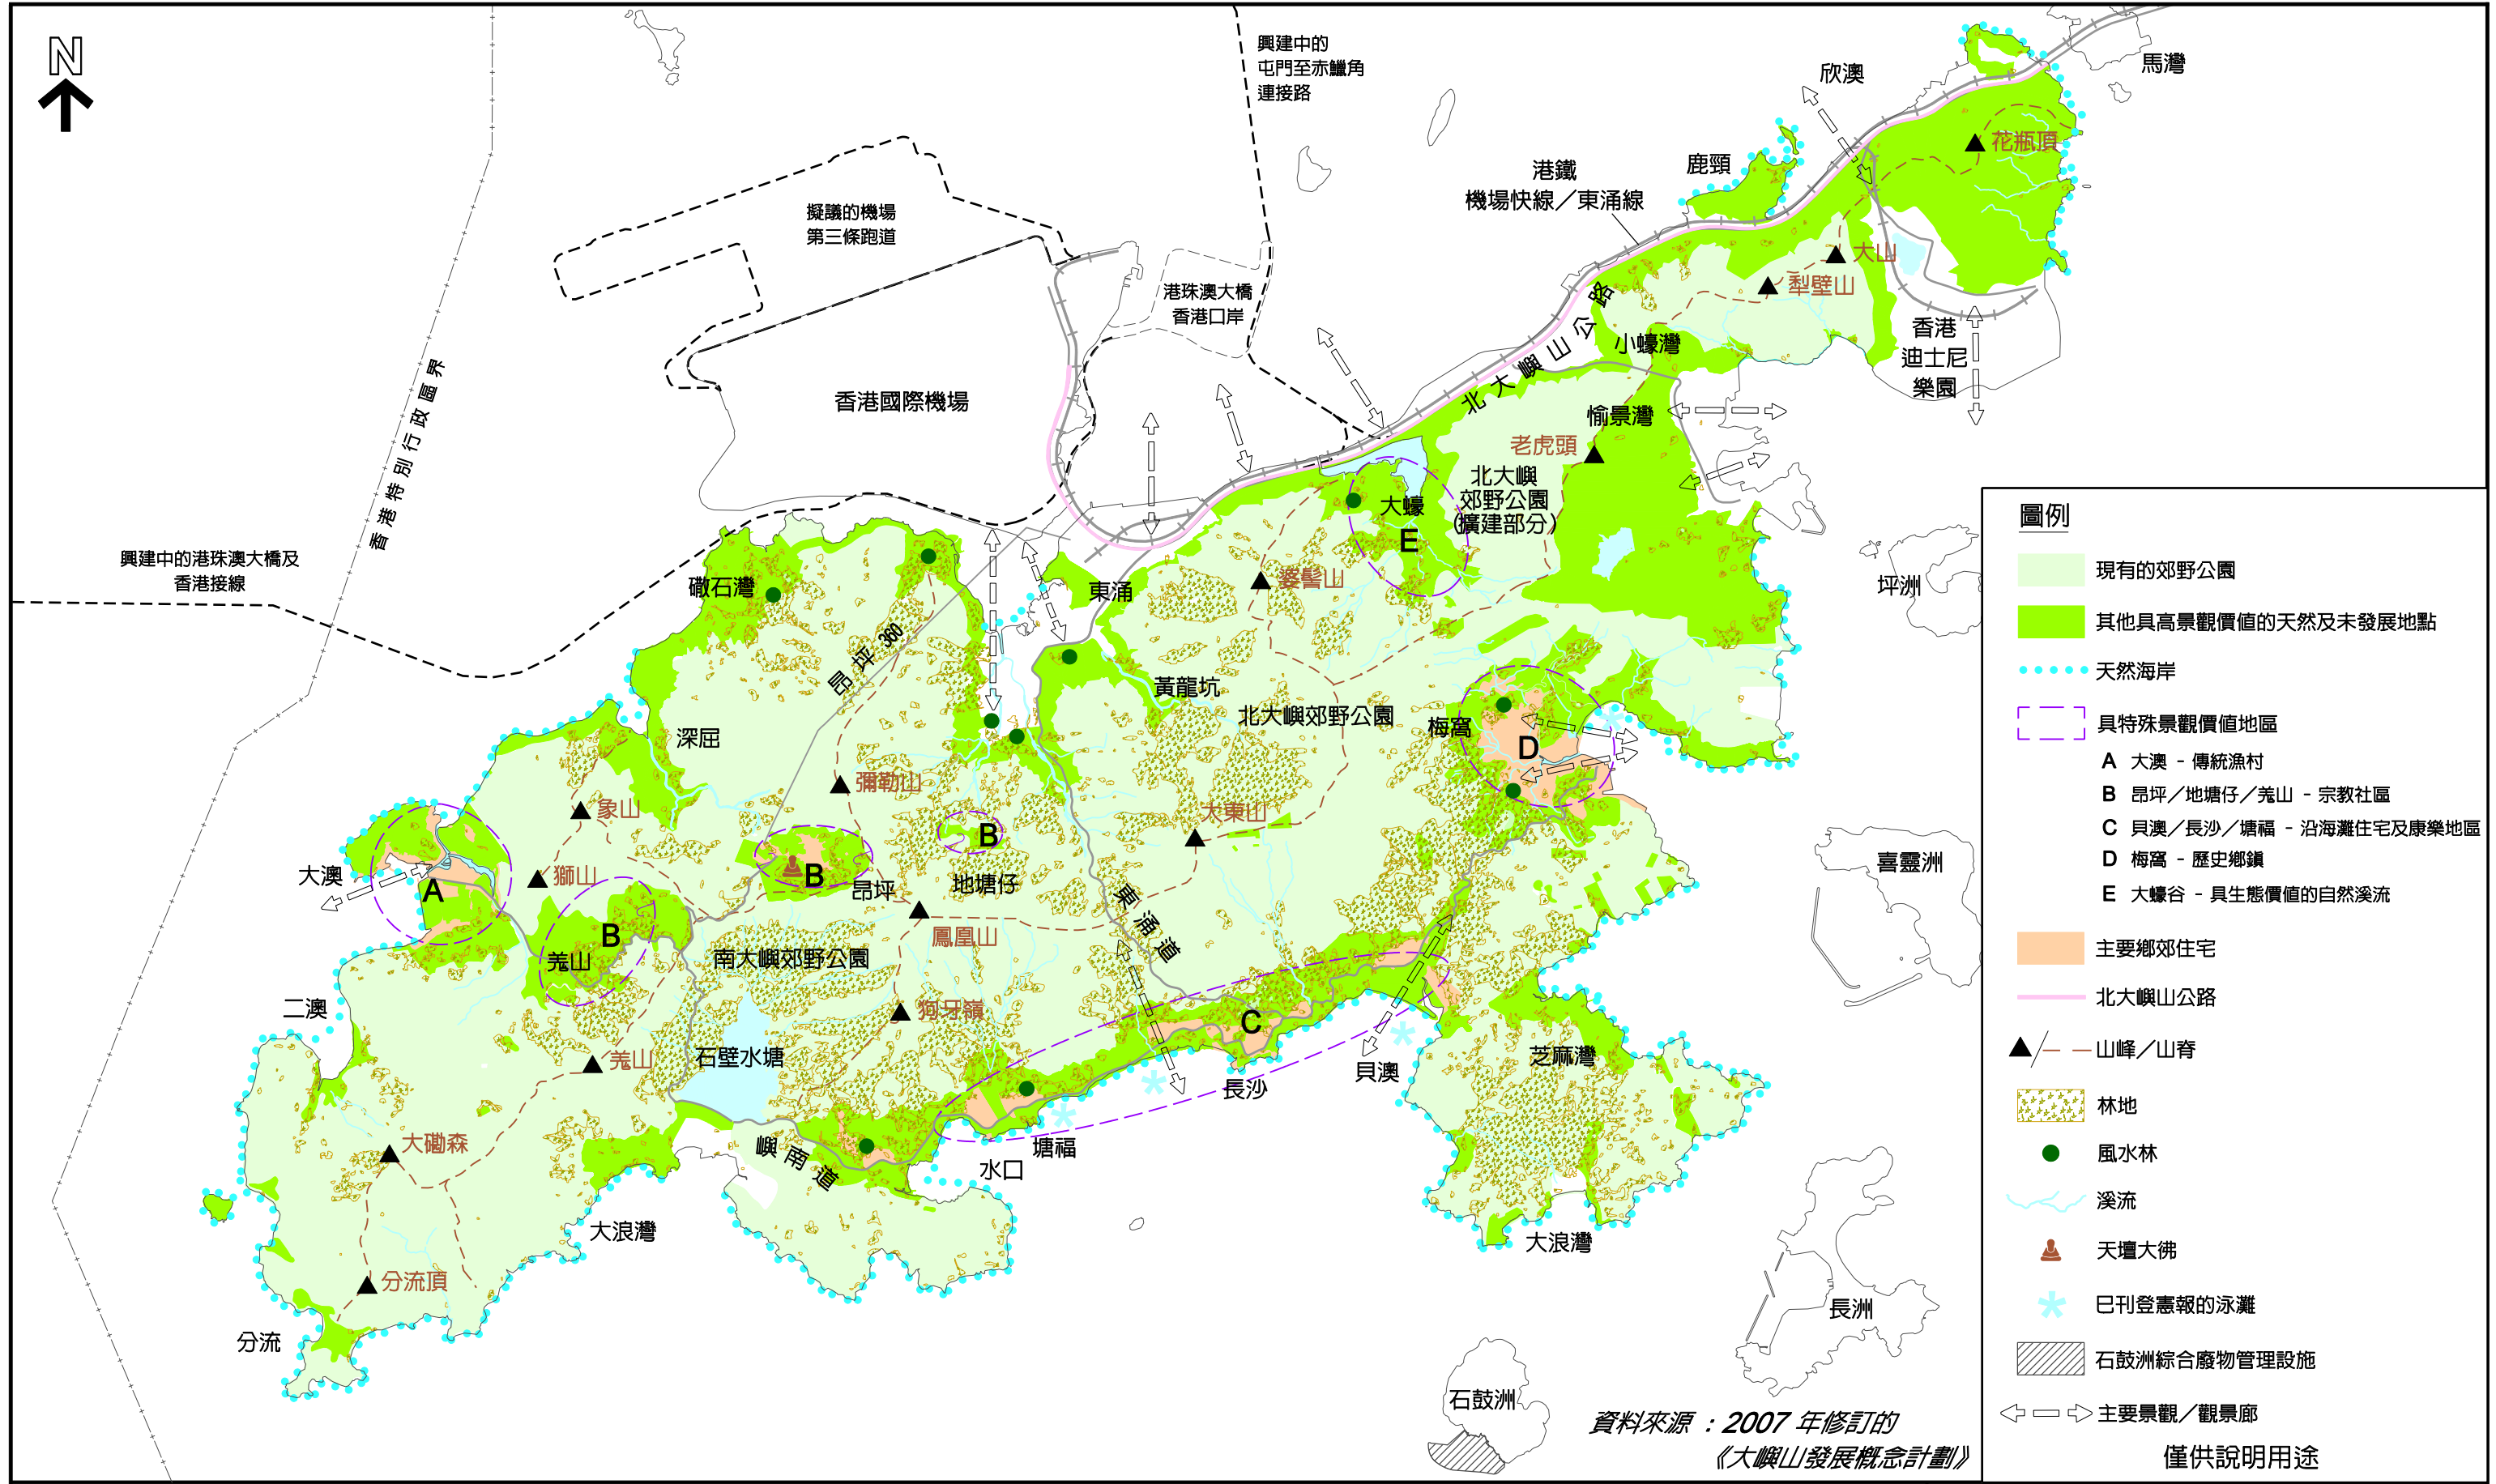 N
興建中的
屯門至赤鱲角
連接路
欣澳
馬灣
花瓶頂
鹿頸
港鐵
機場快線／東涌線
擬議的機場
第三條跑道
大山
犁壁山
港珠澳大橋
香港口岸
香港
迪士尼
樂園
小蠔灣
北大嶼山公路
香港特別行政區界
香港國際機場
愉景灣
老虎頭
北大嶼
郊野公園
(擴建部分)
大蠔
E
興建中的港珠澳大橋及
香港接線
䃟石灣
東涌
婆髻山
坪洲
昂坪 360
黃龍坑
北大嶼郊野公園
梅窩
D
深屈
彌勒山
象山
大東山
B
大澳
A
獅山
B
昂坪
地塘仔
喜靈洲
東涌道
鳳凰山
B
羗山
南大嶼郊野公園
二澳
狗牙嶺
C
石壁水塘
羗山
芝麻灣
貝澳
長沙
大磡森
嶼南道
塘福
水口
大浪灣
大浪灣
分流頂
分流
長洲
石鼓洲
資料來源 : 2007 年修訂的
《大嶼山發展概念計劃》
圖例
現有的郊野公園
其他具高景觀價值的天然及未發展地點
天然海岸
具特殊景觀價值地區
A 大澳 - 傳統漁村
B 昂坪／地塘仔／羗山 - 宗教社區
C 貝澳／長沙／塘福 - 沿海灘住宅及康樂地區
D 梅窩 - 歷史鄉鎮
E 大蠔谷 - 具生態價值的自然溪流
主要鄉郊住宅
北大嶼山公路
山峰／山脊
林地
風水林
溪流
天壇大佛
已刊登憲報的泳灘
石鼓洲綜合廢物管理設施
主要景觀／觀景廊
僅供說明用途